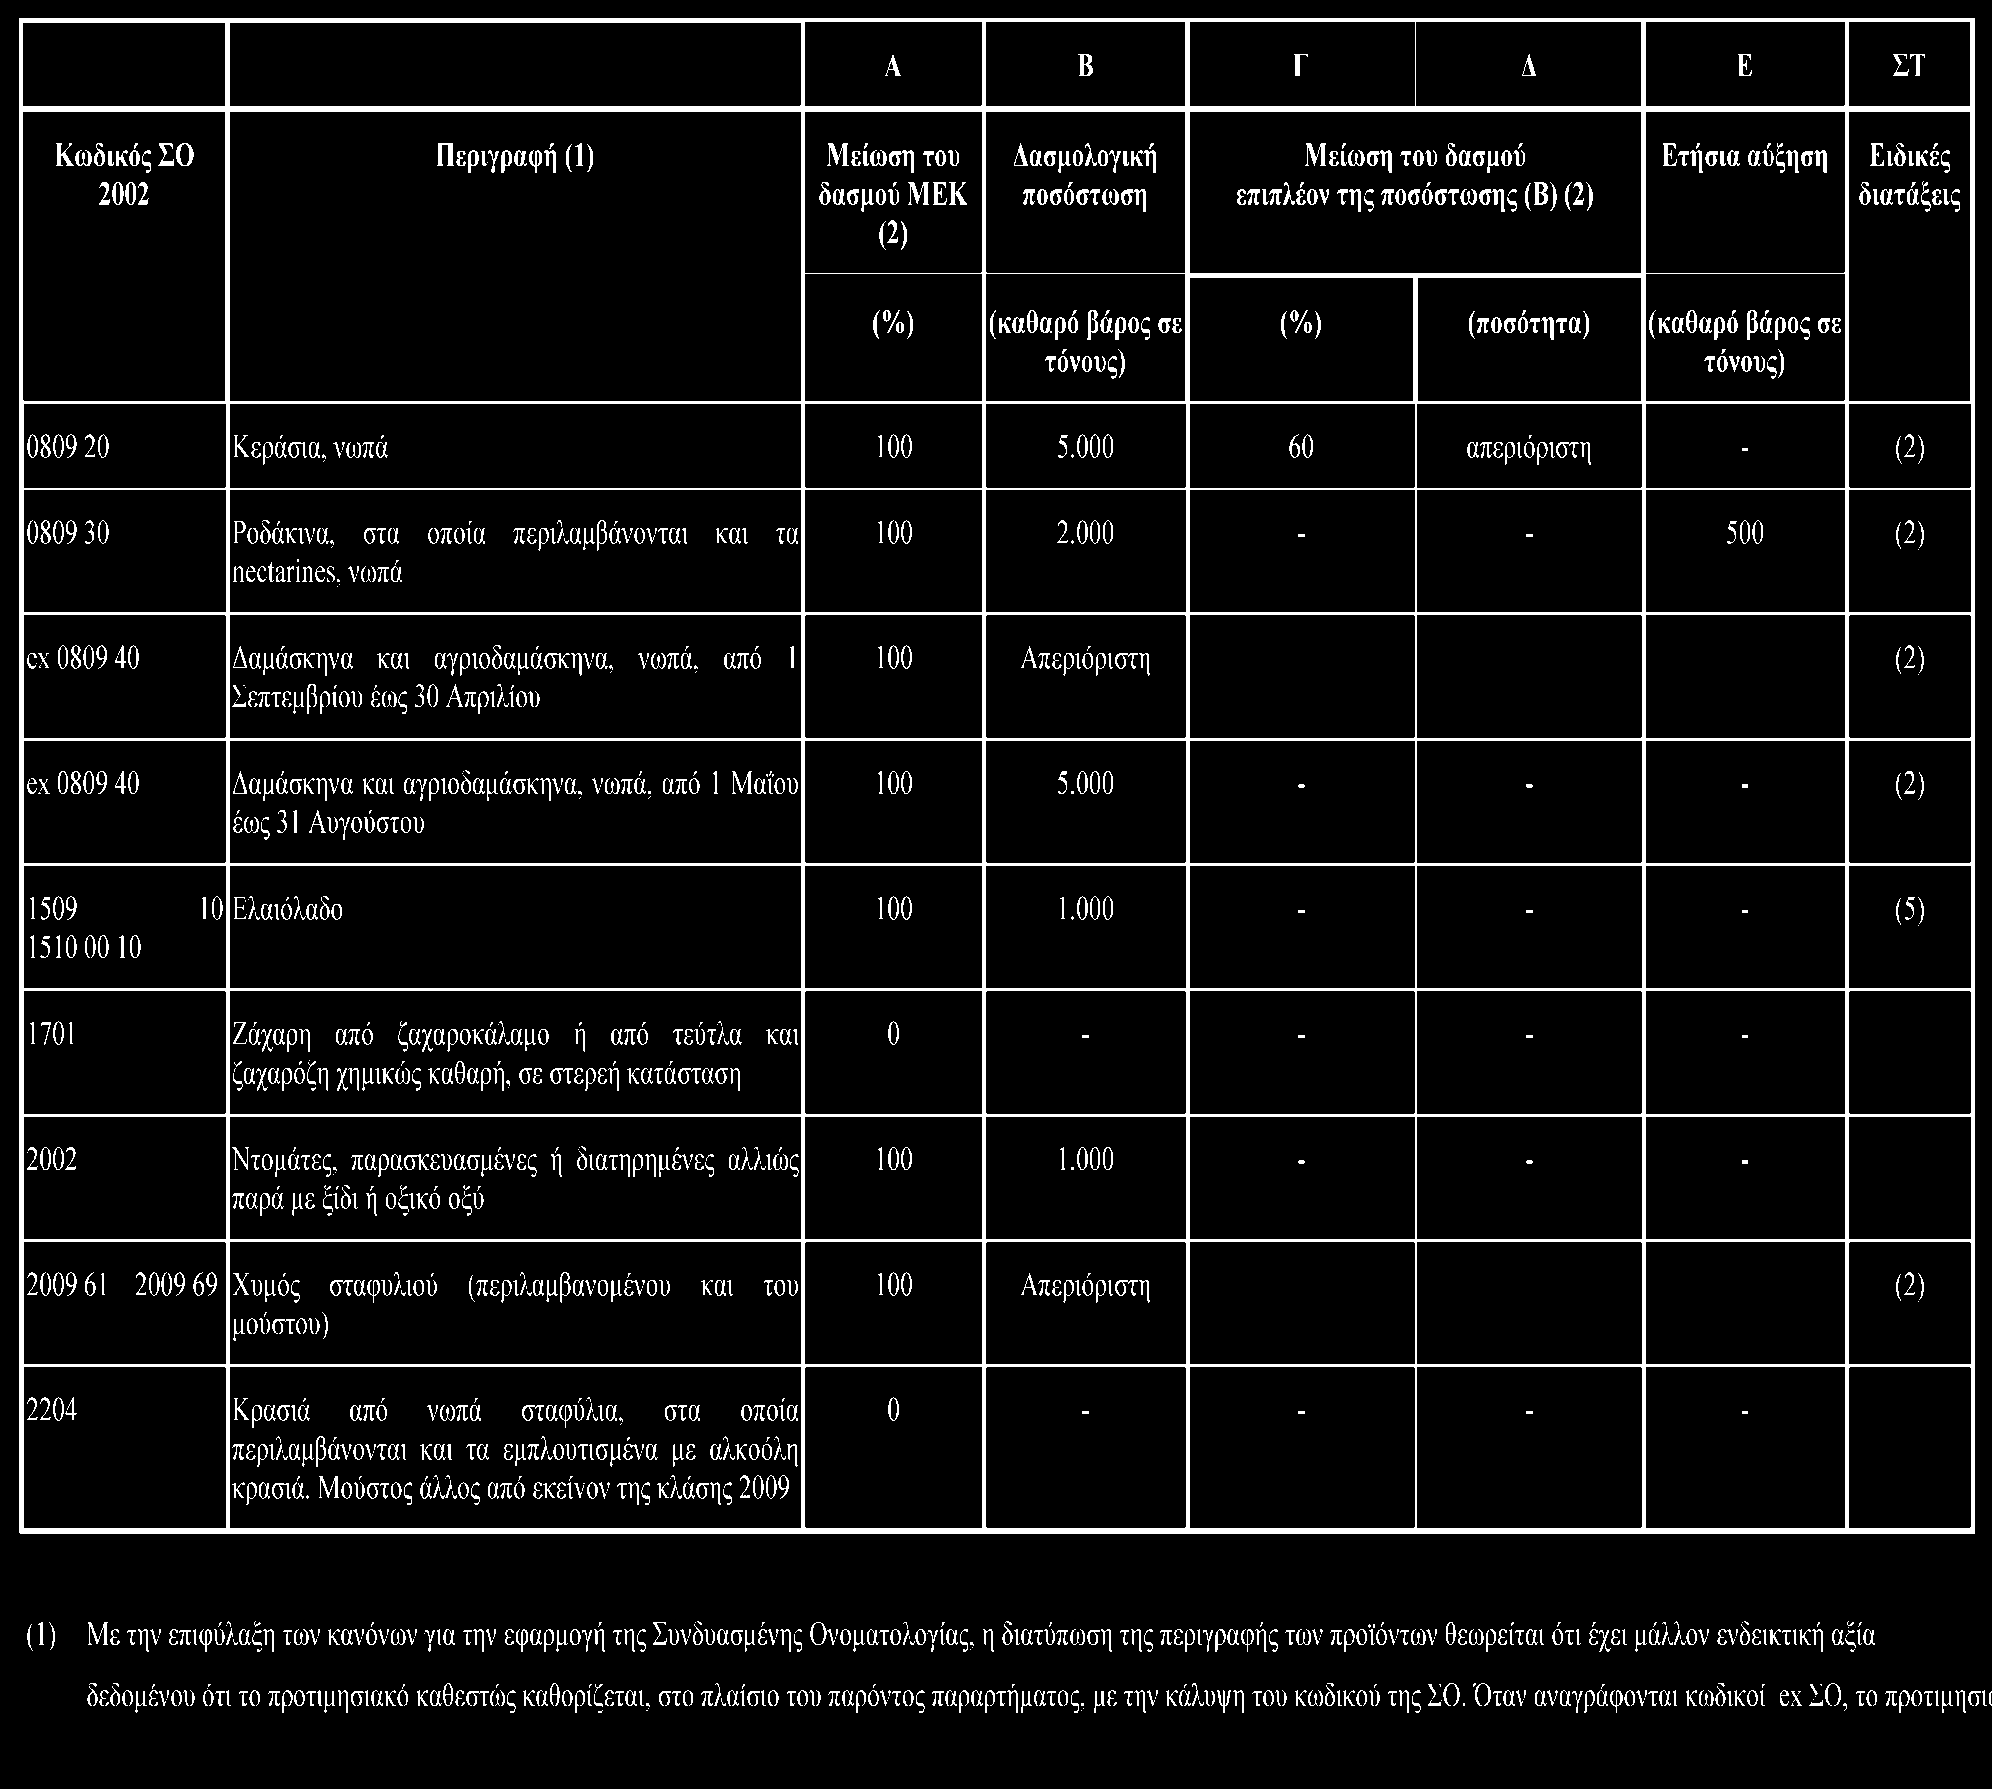 Α Β Γ Δ Ε ΣΤ
Κωδικός ΣΟ
2002
Περιγραφή (1)
Μείωση του
δασμού ΜΕΚ
(2)
Δασμολογική
ποσόστωση
Μείωση του δασμού
επιπλέον της ποσόστωσης (Β) (2)
Ετήσια αύξηση
Ειδικές
διατάξεις
(%)
(καθαρό βάρος σε
τόνους)
(%)
(ποσότητα)
(καθαρό βάρος σε
τόνους)
0809 20 Κεράσια, νωπά 100 5.000 60 απεριόριστη - (2)
0809 30 Ροδάκινα, στα οποία περιλαμβάνονται και τα 100 2.000 - - 500 (2)
nectarines, νωπά
ex 0809 40 Δαμάσκηνα και αγριοδαμάσκηνα, νωπά, από 1 100 Απεριόριστη (2)
Σεπτεμβρίου έως 30 Απριλίου
ex 0809 40 Δαμάσκηνα και αγριοδαμάσκηνα, νωπά, από 1 Μαΐου 100 5.000 - - - (2)
έως 31 Αυγούστου
1509 10 Ελαιόλαδο 100 1.000 - - - (5)
1510 00 10
1701 Ζάχαρη από ζαχαροκάλαμο ή από τεύτλα και 0 - - - -
ζαχαρόζη χημικώς καθαρή, σε στερεή κατάσταση
2002 Ντομάτες, παρασκευασμένες ή διατηρημένες αλλιώς 100 1.000 - - -
παρά με ξίδι ή οξικό οξύ
2009 61 2009 69 Χυμός σταφυλιού (περιλαμβανομένου και του 100 Απεριόριστη (2)
μούστου)
2204 Κρασιά από νωπά σταφύλια, στα οποία 0 - - - -
περιλαμβάνονται και τα εμπλουτισμένα με αλκοόλη
κρασιά. Μούστος άλλος από εκείνον της κλάσης 2009
(1) Με την επιφύλαξη των κανόνων για την εφαρμογή της Συνδυασμένης Ονοματολογίας, η διατύπωση της περιγραφής των προϊόντων θεωρείται ότι έχει μάλλον ενδεικτική αξία
δεδομένου ότι το προτιμησιακό καθεστώς καθορίζεται, στο πλαίσιο του παρόντος παραρτήματος, με την κάλυψη του κωδικού της ΣΟ. Όταν αναγράφονται κωδικοί ex ΣΟ, το